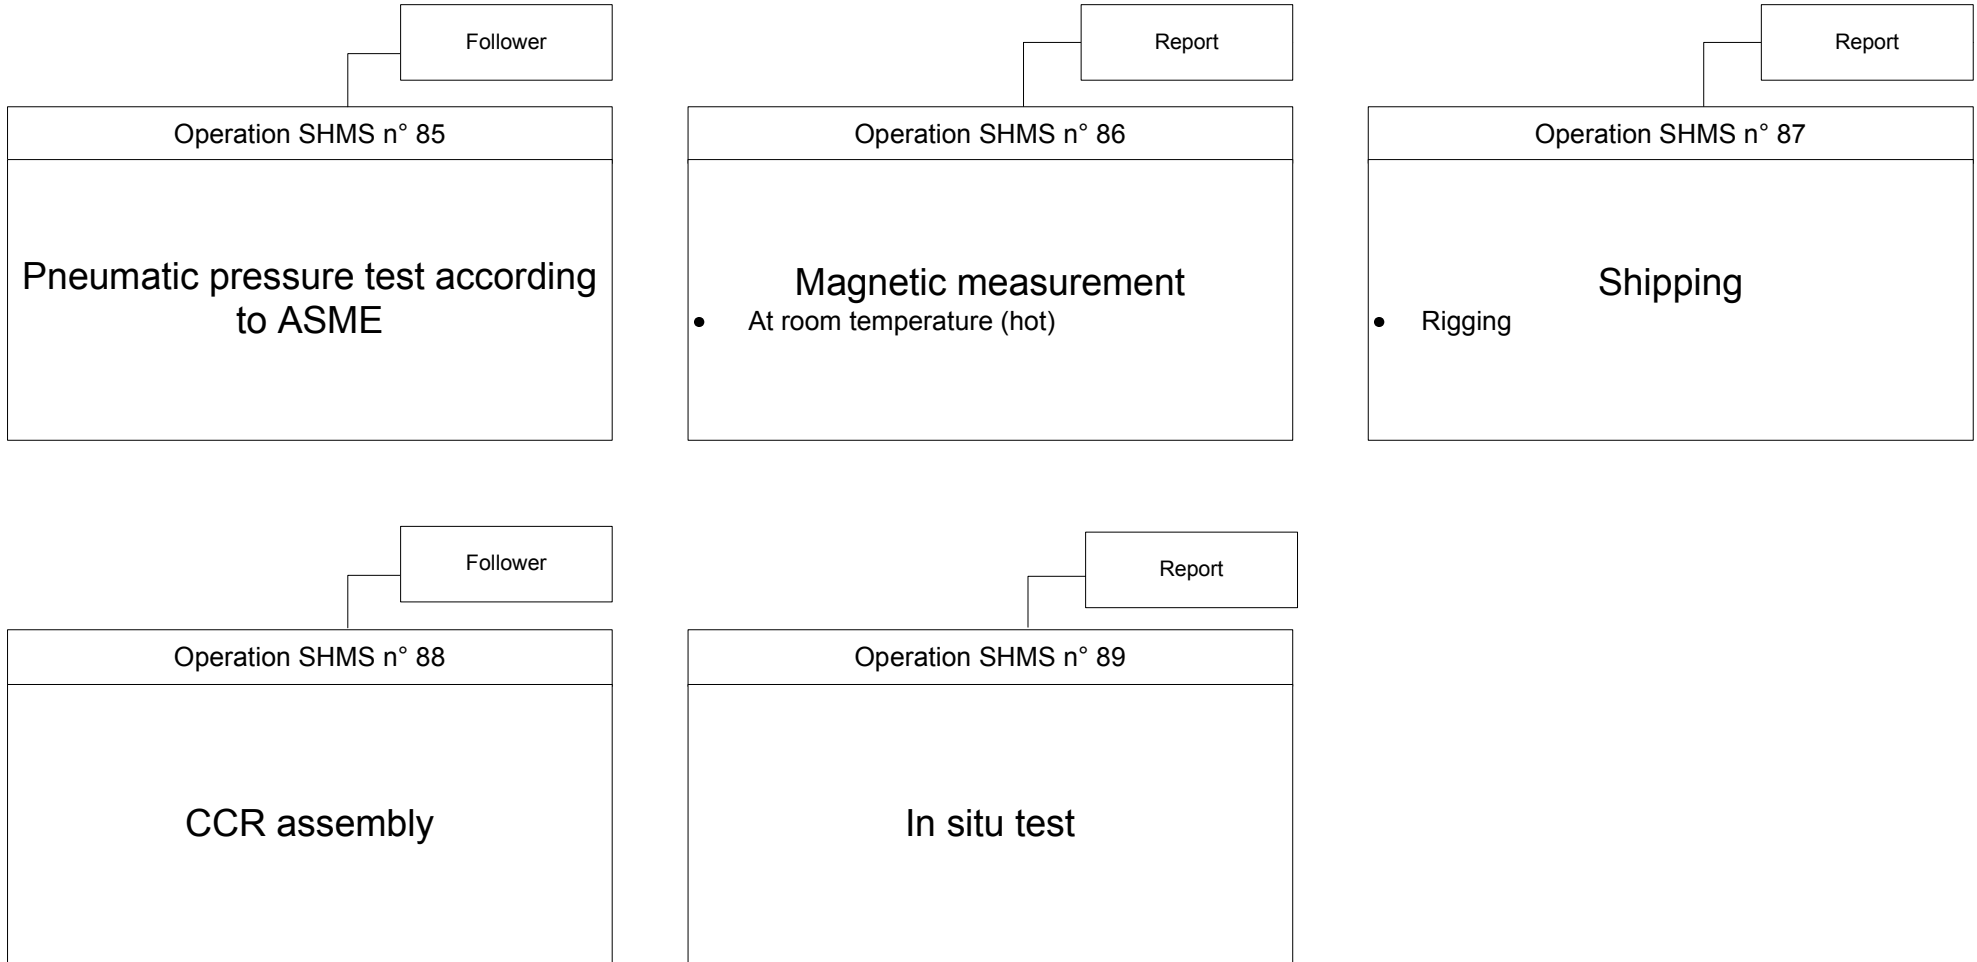 Follower
Report
Report
Operation SHMS n° 85
Operation SHMS n° 86
Operation SHMS n° 87
Pneumatic pressure test according
to ASME
Magnetic measurement
• At room temperature (hot)
Shipping
• Rigging
Follower
Report
Operation SHMS n° 88
Operation SHMS n° 89
CCR assembly
In situ test